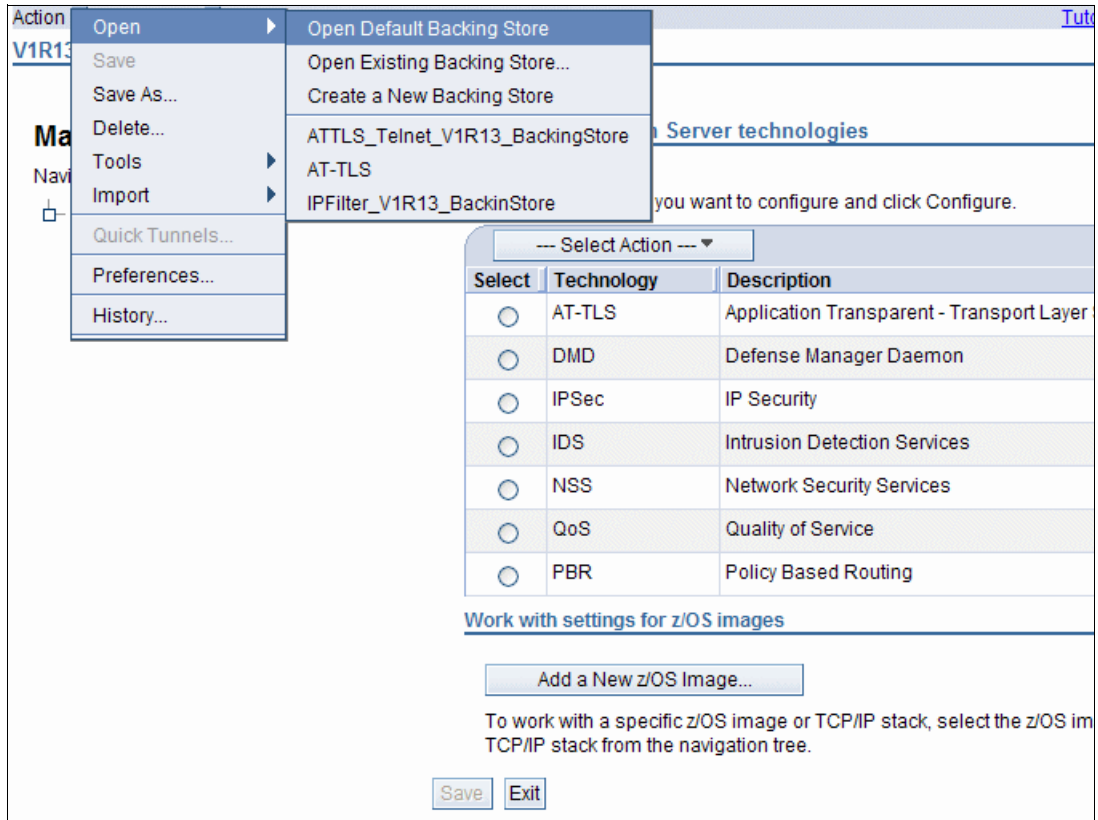 Action
Tuto
V1R13
Open
Save
Save As...
Delete...
Tools
Import
Quick Tunnels...
Preferences...
History...
Open Default Backing Store
Open Existing Backing Store...
Create a New Backing Store
ATTLS_Telnet_V1R13_BackingStore
AT-TLS
IPFilter_V1R13_BackinStore
Ma
Navi
Server technologies
you want to configure and click Configure.
--- Select Action ---
Select Technology Description
AT-TLS Application Transparent - Transport Layer
DMD Defense Manager Daemon
IPSec IP Security
IDS Intrusion Detection Services
NSS Network Security Services
QoS Quality of Service
PBR Policy Based Routing
Work with settings for z/OS images
Add a New z/OS Image...
To work with a specific z/OS image or TCP/IP stack, select the z/OS im
TCP/IP stack from the navigation tree.
Save Exit